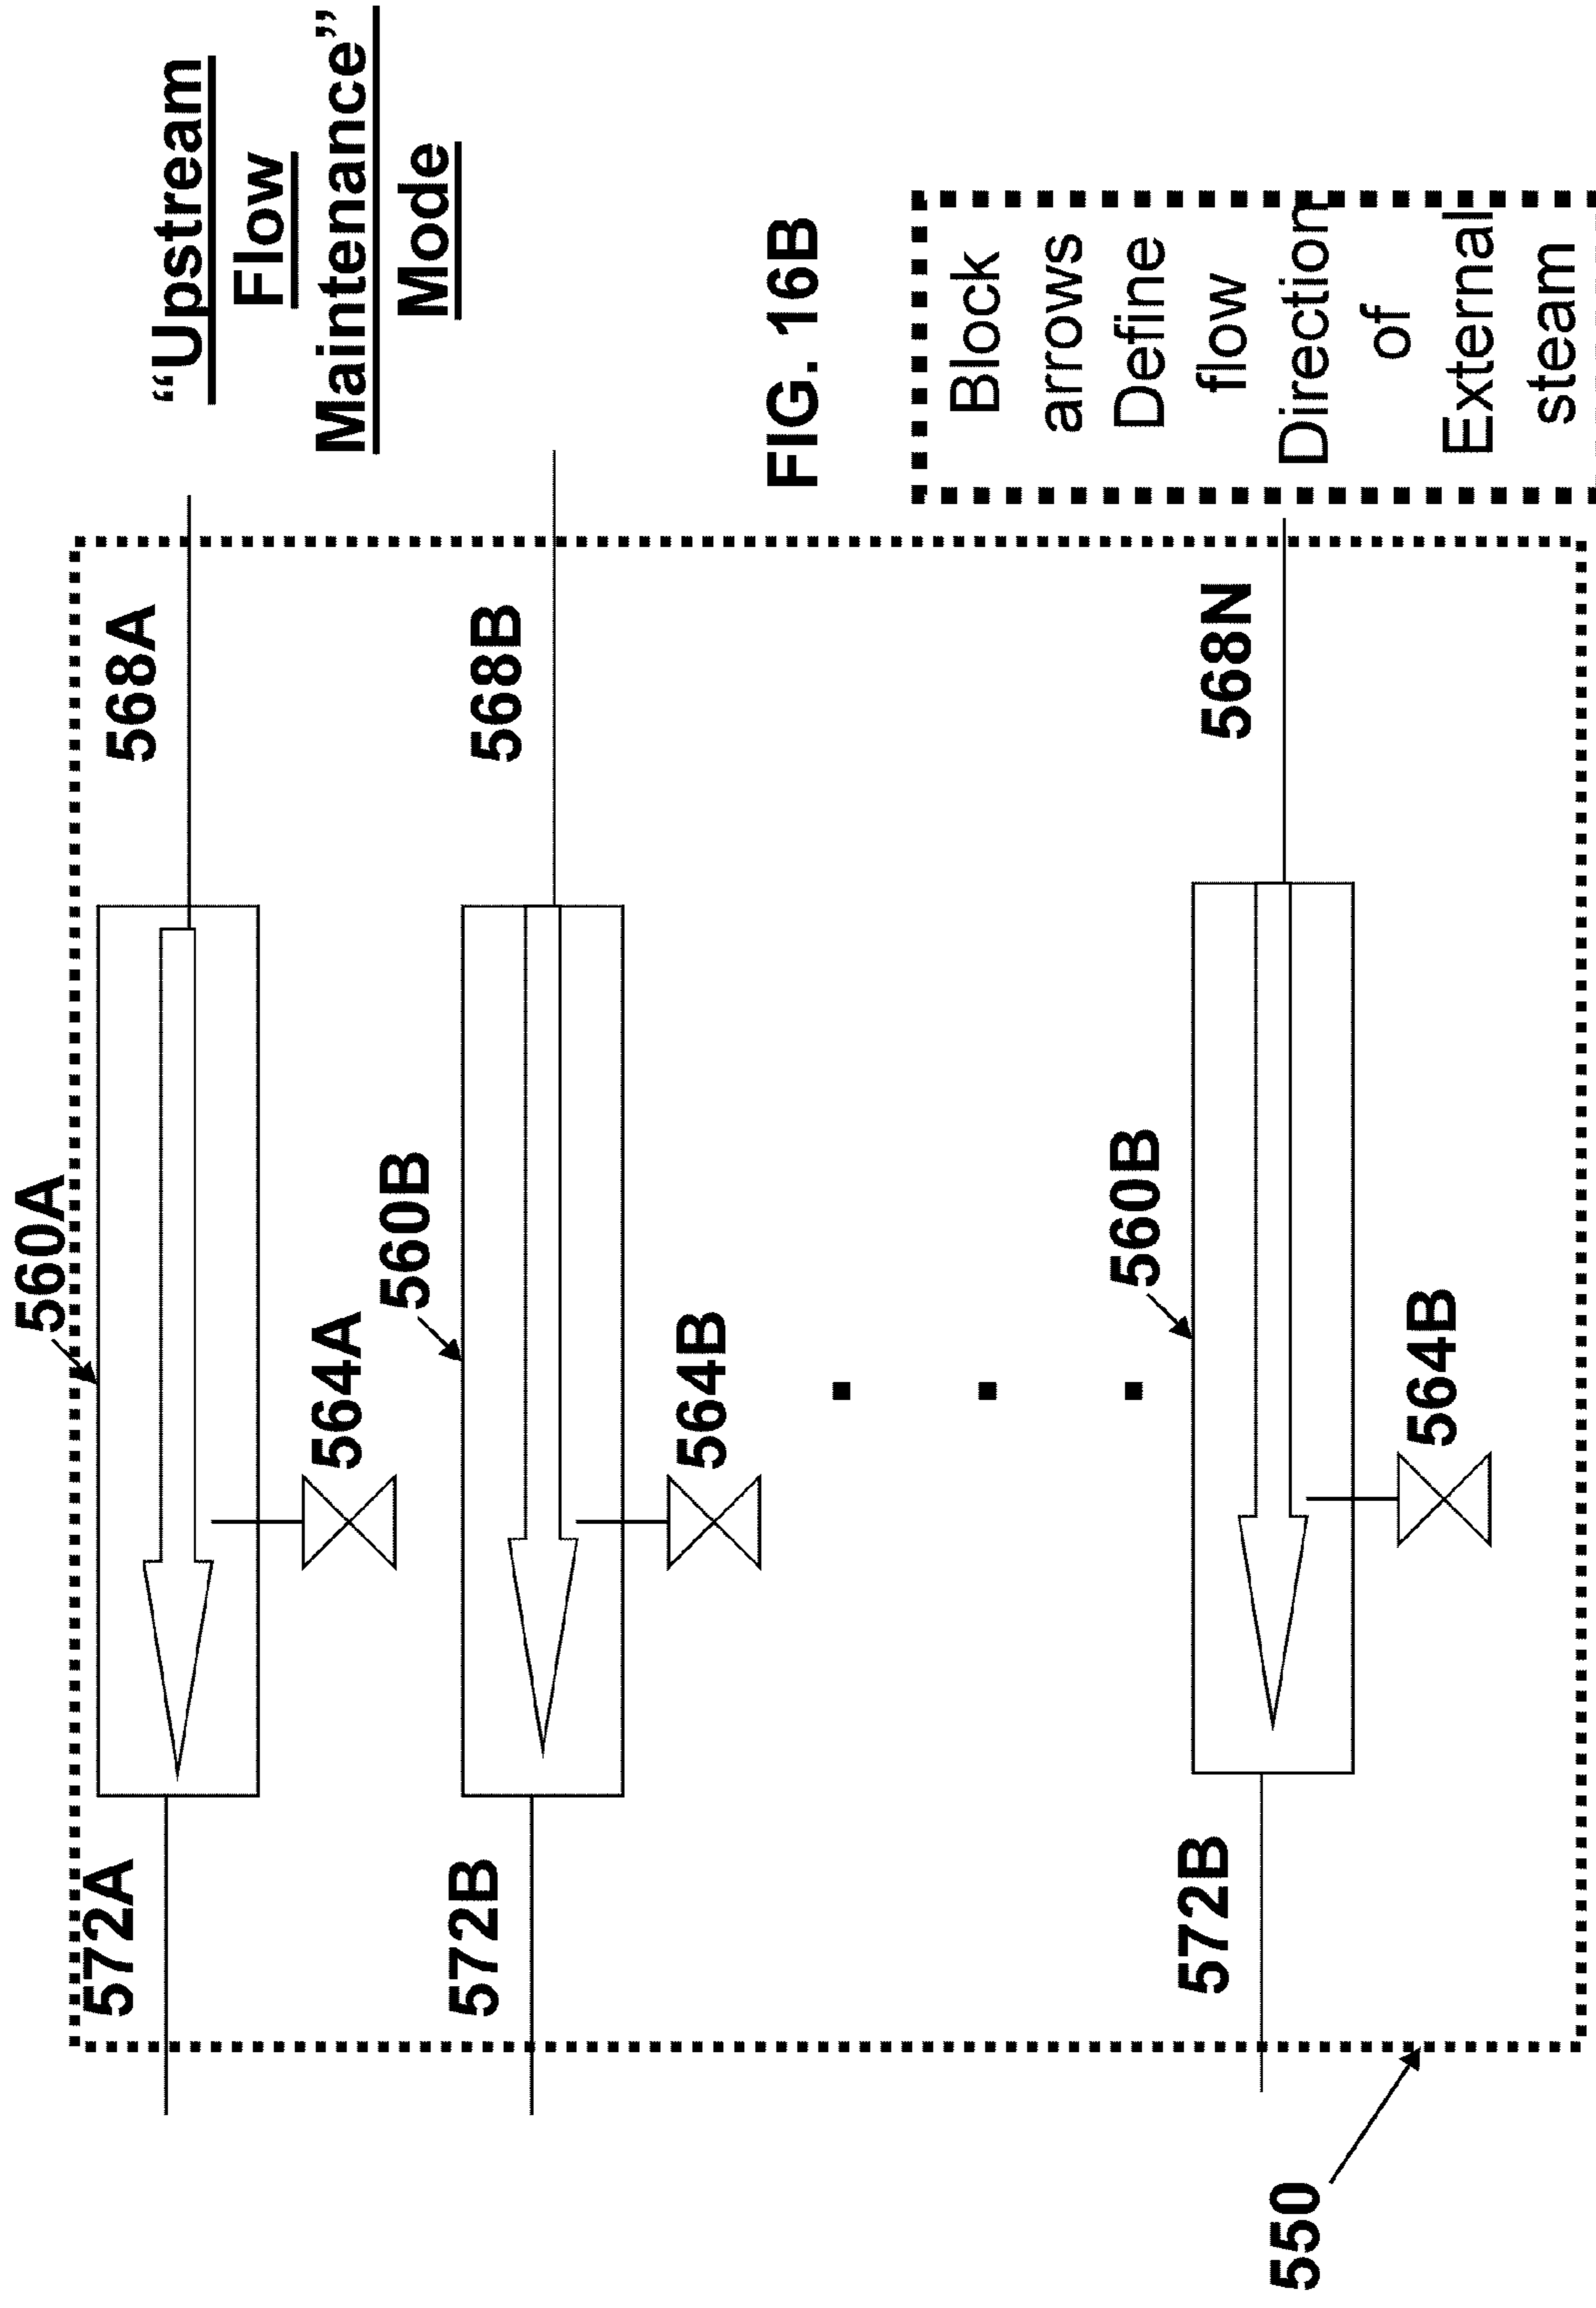 "Upstream
Flow
Maintenance"
Mode
FIG. 16B
Block
arrows
Define
flow
Direction
of
External
steam
560A
572A
568A
564A
560B
572B
568B
564B
560B
572B
568N
564B
550